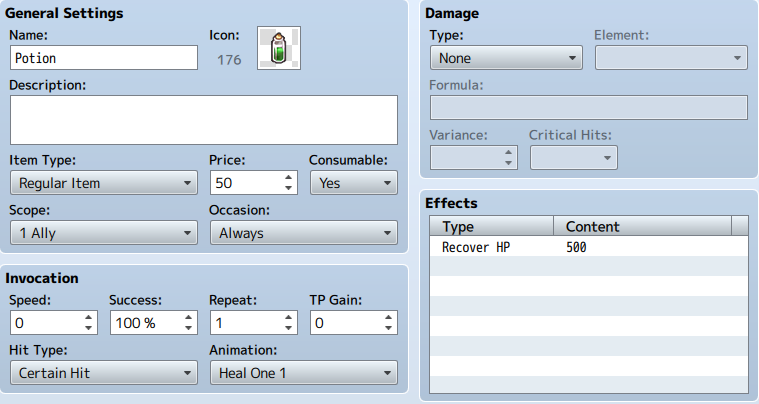 General Settings
Name: Icon:
Potion 176
Description:
Item Type: Price: Consumable:
Regular Item 50 Yes
Scope: Occasion:
1 Ally Always
Invocation
Speed: Success: Repeat: TP Gain:
0 100 % 1 0
Hit Type: Animation:
Certain Hit Heal One 1
Damage
Type: Element:
None
Formula:
Variance: Critical Hits:
Effects
Type Content
Recover HP 500